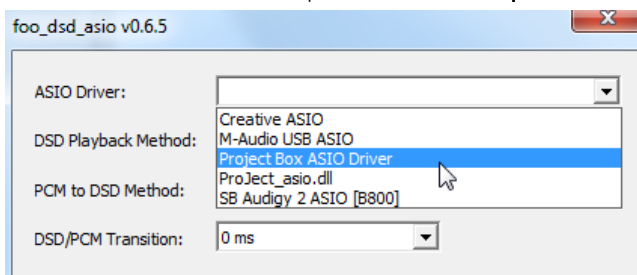 foo_dsd_asio v0.6.5
ASIO Driver:
Creative ASIO
DSD Playback Method:
M-Audio USB ASIO
Project Box ASIO Driver
PCM to DSD Method:
ProJect_asio.dll
SB Audigy 2 ASIO [B800]
DSD/PCM Transition:
0 ms